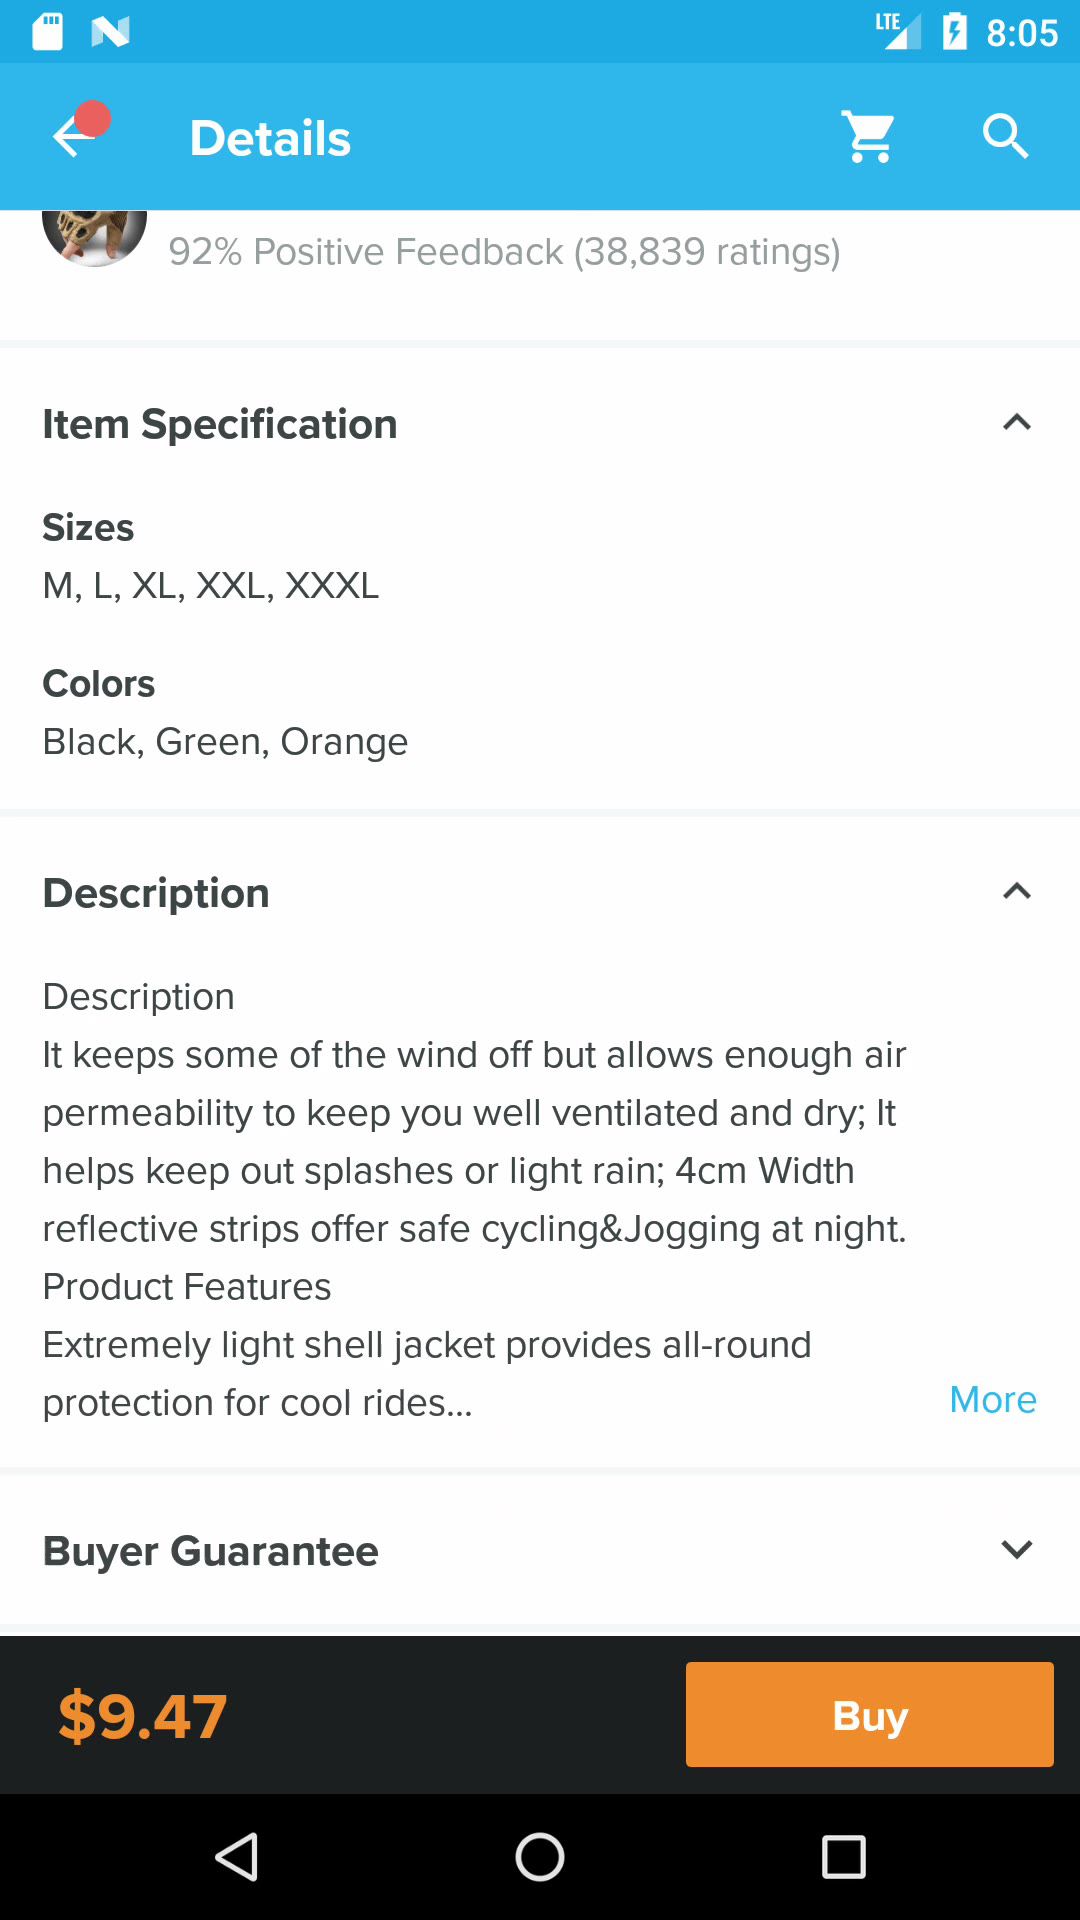 LTE 8:05
Details
92% Positive Feedback (38,839 ratings)
Item Specification
Sizes
M, L, XL, XXL, XXXL
Colors
Black, Green, Orange
Description
Description
It keeps some of the wind off but allows enough air
permeability to keep you well ventilated and dry; It
helps keep out splashes or light rain; 4cm Width
reflective strips offer safe cycling&Jogging at night.
Product Features
Extremely light shell jacket provides all-round
protection for cool rides...
More
Buyer Guarantee
$9.47
Buy